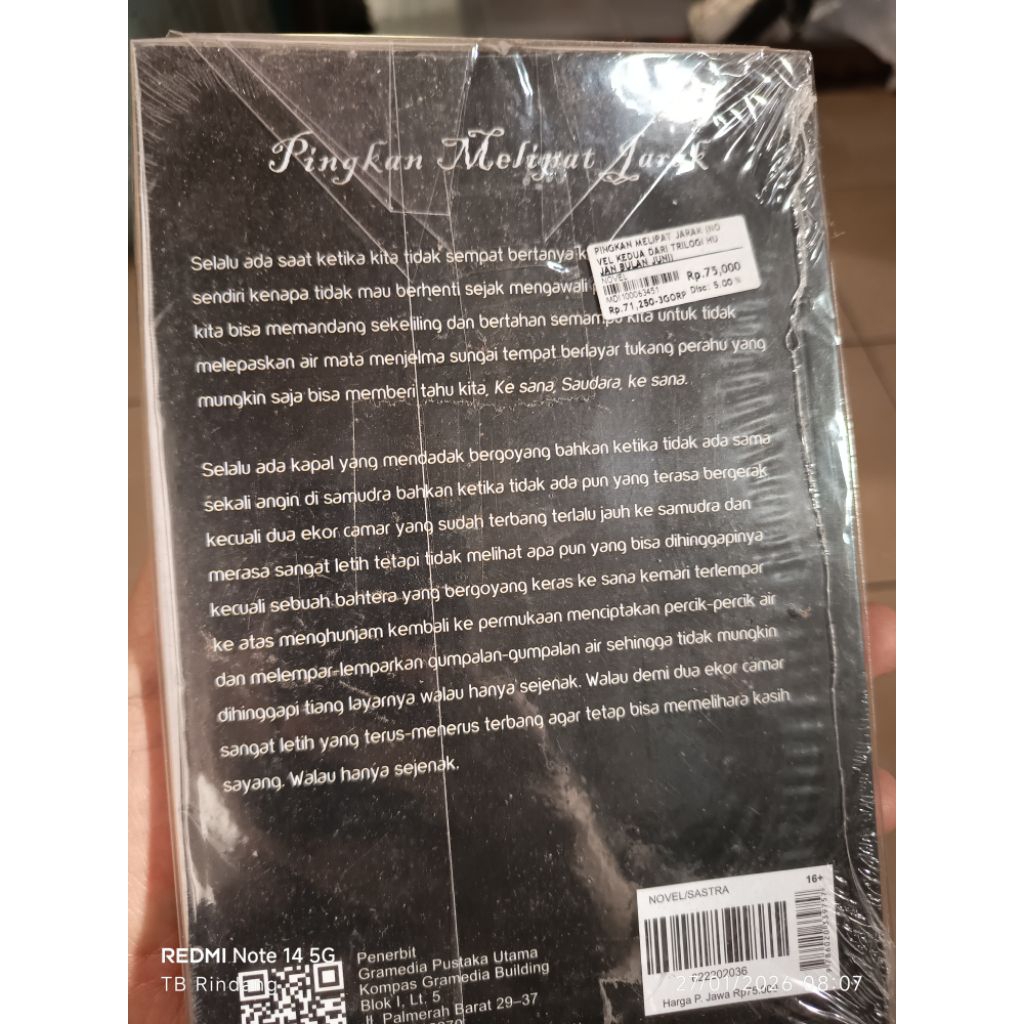 Pingkan Melipat Jarak
PINGKAN MELIPAT JARAK (NO
VEL KEDUA DARI TRILOGI HU
JAN BULAN JUNI)
NOVEL
Rp.75,000
MDI100063451
Disc: 5.00 %
Rp.71,250-3GORP
Selalu ada saat ketika kita tidak sempat bertanya
sendiri kenapa tidak mau berhenti sejak mengawali
kita bisa memandang sekeliling dan bertahan semampu kita untuk tidak
melepaskan air mata menjelma sungai tempat berlayar tukang perahu yang
mungkin saja bisa memberi tahu kita, Ke sana, Saudara, ke sana.
Selalu ada kapal yang mendadak bergoyang bahkan ketika tidak ada sama
sekali angin di samudra bahkan ketika tidak ada pun yang terasa bergerak
kecuali dua ekor camar yang sudah terbang terlalu jauh ke samudra dan
merasa sangat letih tetapi tidak melihat apa pun yang bisa dihinggapinya
kecuali sebuah bahtera yang bergoyang keras ke sana kemari terlempar
ke atas menghunjam kembali ke permukaan menciptakan percik-percik air
dan melempar-lemparkan gumpalan-gumpalan air sehingga tidak mungkin
dihinggapi tiang layarnya walau hanya sejenak. Walau demi dua ekor camar
sangat letih yang terus-menerus terbang agar tetap bisa memelihara kasih
sayang. Walau hanya sejenak.
Penerbit
Gramedia Pustaka Utama
Kompas Gramedia Building
Blok I, Lt. 5
Jl. Palmerah Barat 29–37
NOVEL/SASTRA
16+
622202036
Harga P. Jawa Rp75.000
REDMI Note 14 5G
TB Rindang
27/01/2026 08:07